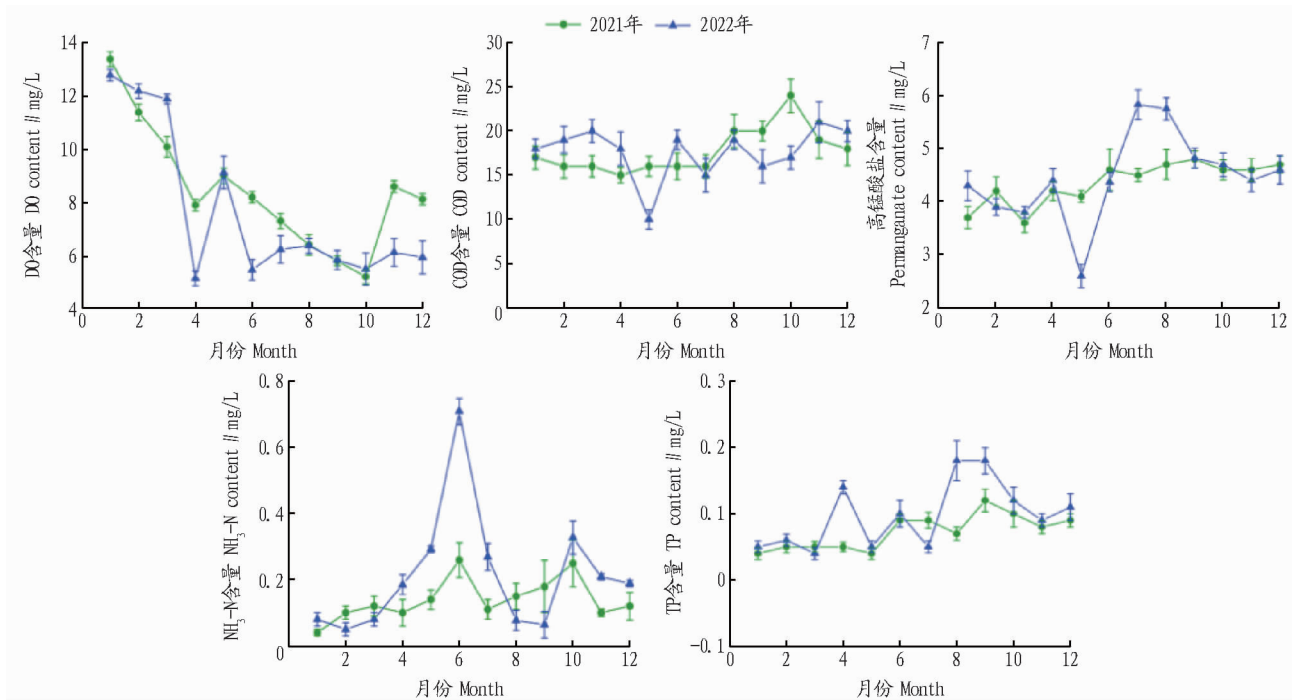 2021年 2022年
DO含量 DO content∥mg/L
14
12
10
8
6
4
0 2 4 6 8 10 12
月份 Month
COD含量 COD content∥mg/L
30
25
20
15
10
5
0
2 4 6 8 10 12
月份 Month
高锰酸盐含量
Permanganate content∥mg/L
7
6
5
4
3
2
0 2 4 6 8 10 12
月份 Month
NH₃-N含量 NH₃-N content∥mg/L
0.8
0.6
0.4
0.2
0
2 4 6 8 10 12
月份 Month
TP含量 TP content∥mg/L
0.3
0.2
0.1
0
-0.1
0 2 4 6 8 10 12
月份 Month